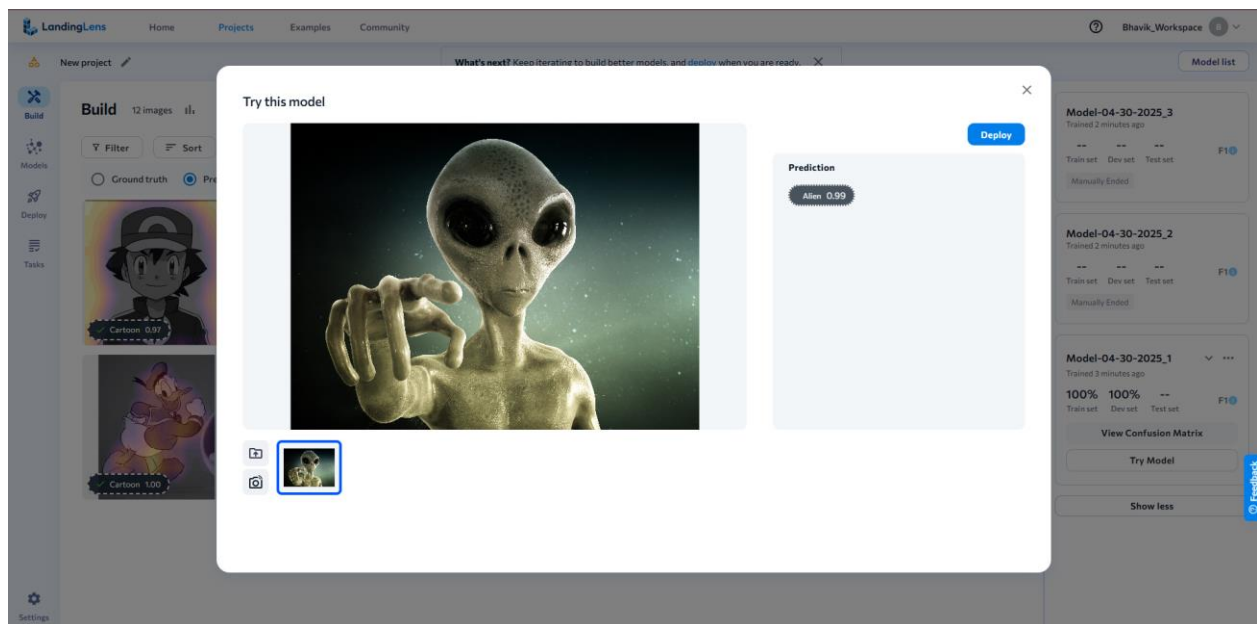 LandingLens Home Projects Examples Community Bhavik_Workspace
New project
What's next? Keep iterating to build better models, and deploy when you are ready.
Model list
Build
Models
Deploy
Tasks
Settings
Build 12 images
Filter Sort
Ground truth Pre
Cartoon 0.97
Cartoon 1.00
Try this model
Deploy
Prediction
Alien 0.99
Model-04-30-2025_3
Trained 2 minutes ago
-- -- -- F1
Train set Dev set Test set
Manually Ended
Model-04-30-2025_2
Trained 2 minutes ago
-- -- -- F1
Train set Dev set Test set
Manually Ended
Model-04-30-2025_1
Trained 3 minutes ago
100% 100% -- F1
Train set Dev set Test set
View Confusion Matrix
Try Model
Show less
Feedback